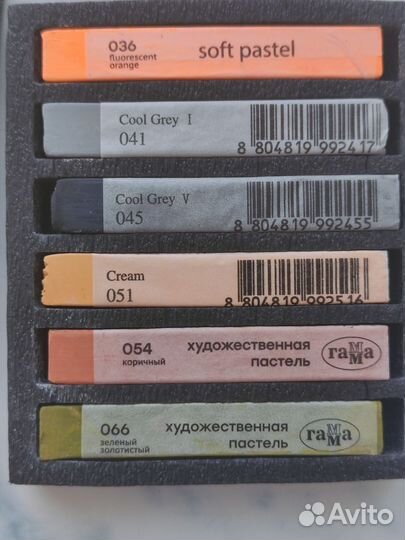 036 soft pastel
fluorescent
orange
Cool Grey I
041
8 804819 992417
Cool Grey V
045
8 804819 992455
Cream
051
8 804819 992516
054 художественная
коричный пастель
гамма
066 художественная
зеленый пастель
золотистый
гамма
Avito